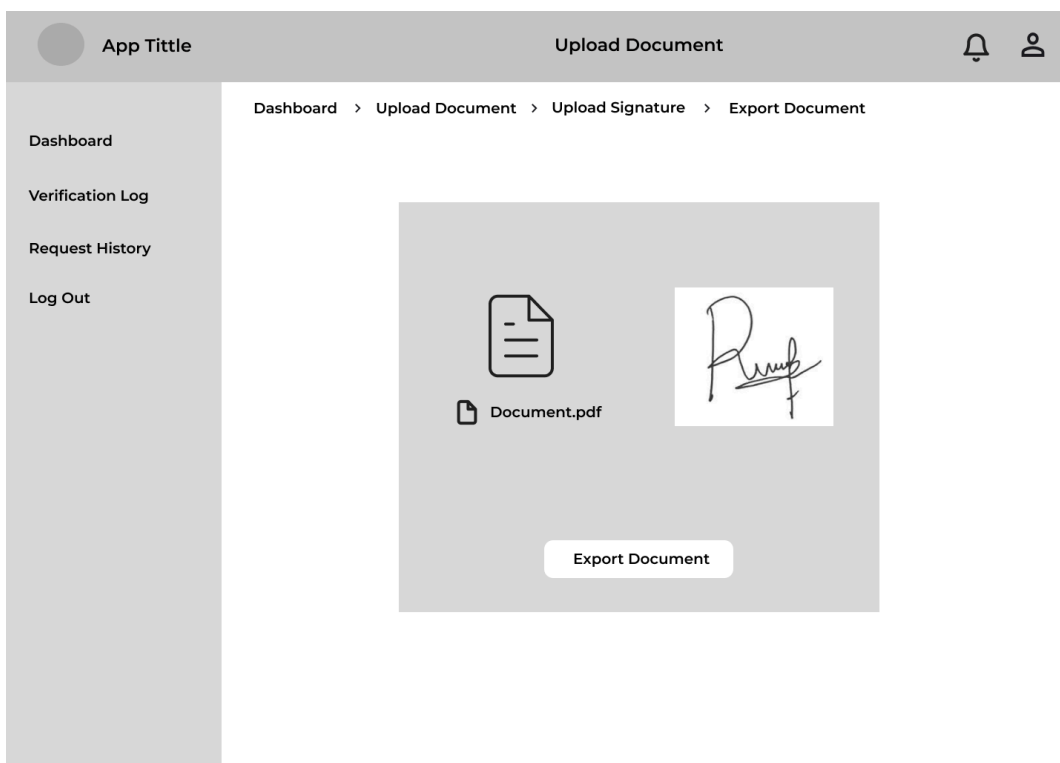 App Tittle
Upload Document
Dashboard > Upload Document > Upload Signature > Export Document
Dashboard
Verification Log
Request History
Log Out
Document.pdf
Export Document